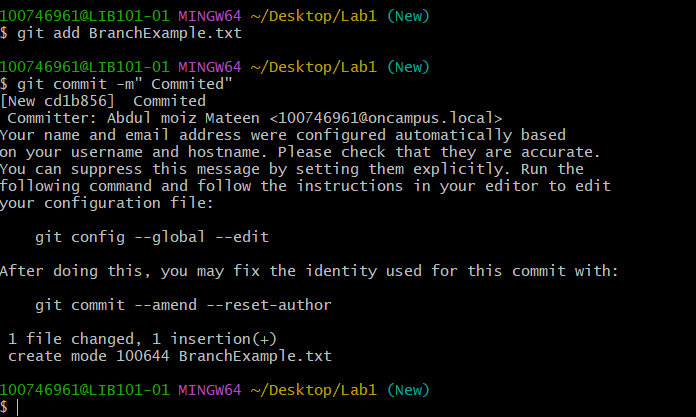 100746961@LIB101-01 MINGW64 ~/Desktop/Lab1 (New)
$ git add BranchExample.txt

100746961@LIB101-01 MINGW64 ~/Desktop/Lab1 (New)
$ git commit -m" Commited"
[New cd1b856]  Commited
 Committer: Abdul moiz Mateen <100746961@oncampus.local>
Your name and email address were configured automatically based
on your username and hostname. Please check that they are accurate.
You can suppress this message by setting them explicitly. Run the
following command and follow the instructions in your editor to edit
your configuration file:

    git config --global --edit

After doing this, you may fix the identity used for this commit with:

    git commit --amend --reset-author

 1 file changed, 1 insertion(+)
 create mode 100644 BranchExample.txt

100746961@LIB101-01 MINGW64 ~/Desktop/Lab1 (New)
$